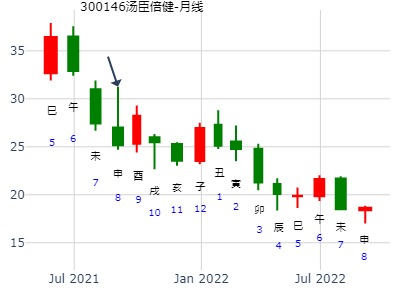 300146汤臣倍健-月线
35
30
25
20
15
巳
5
午
6
未
7
申
8
酉
9
戌
10
亥
11
子
12
丑
1
寅
2
卯
3
辰
4
巳
5
午
6
未
7
申
8
Jul 2021
Jan 2022
Jul 2022